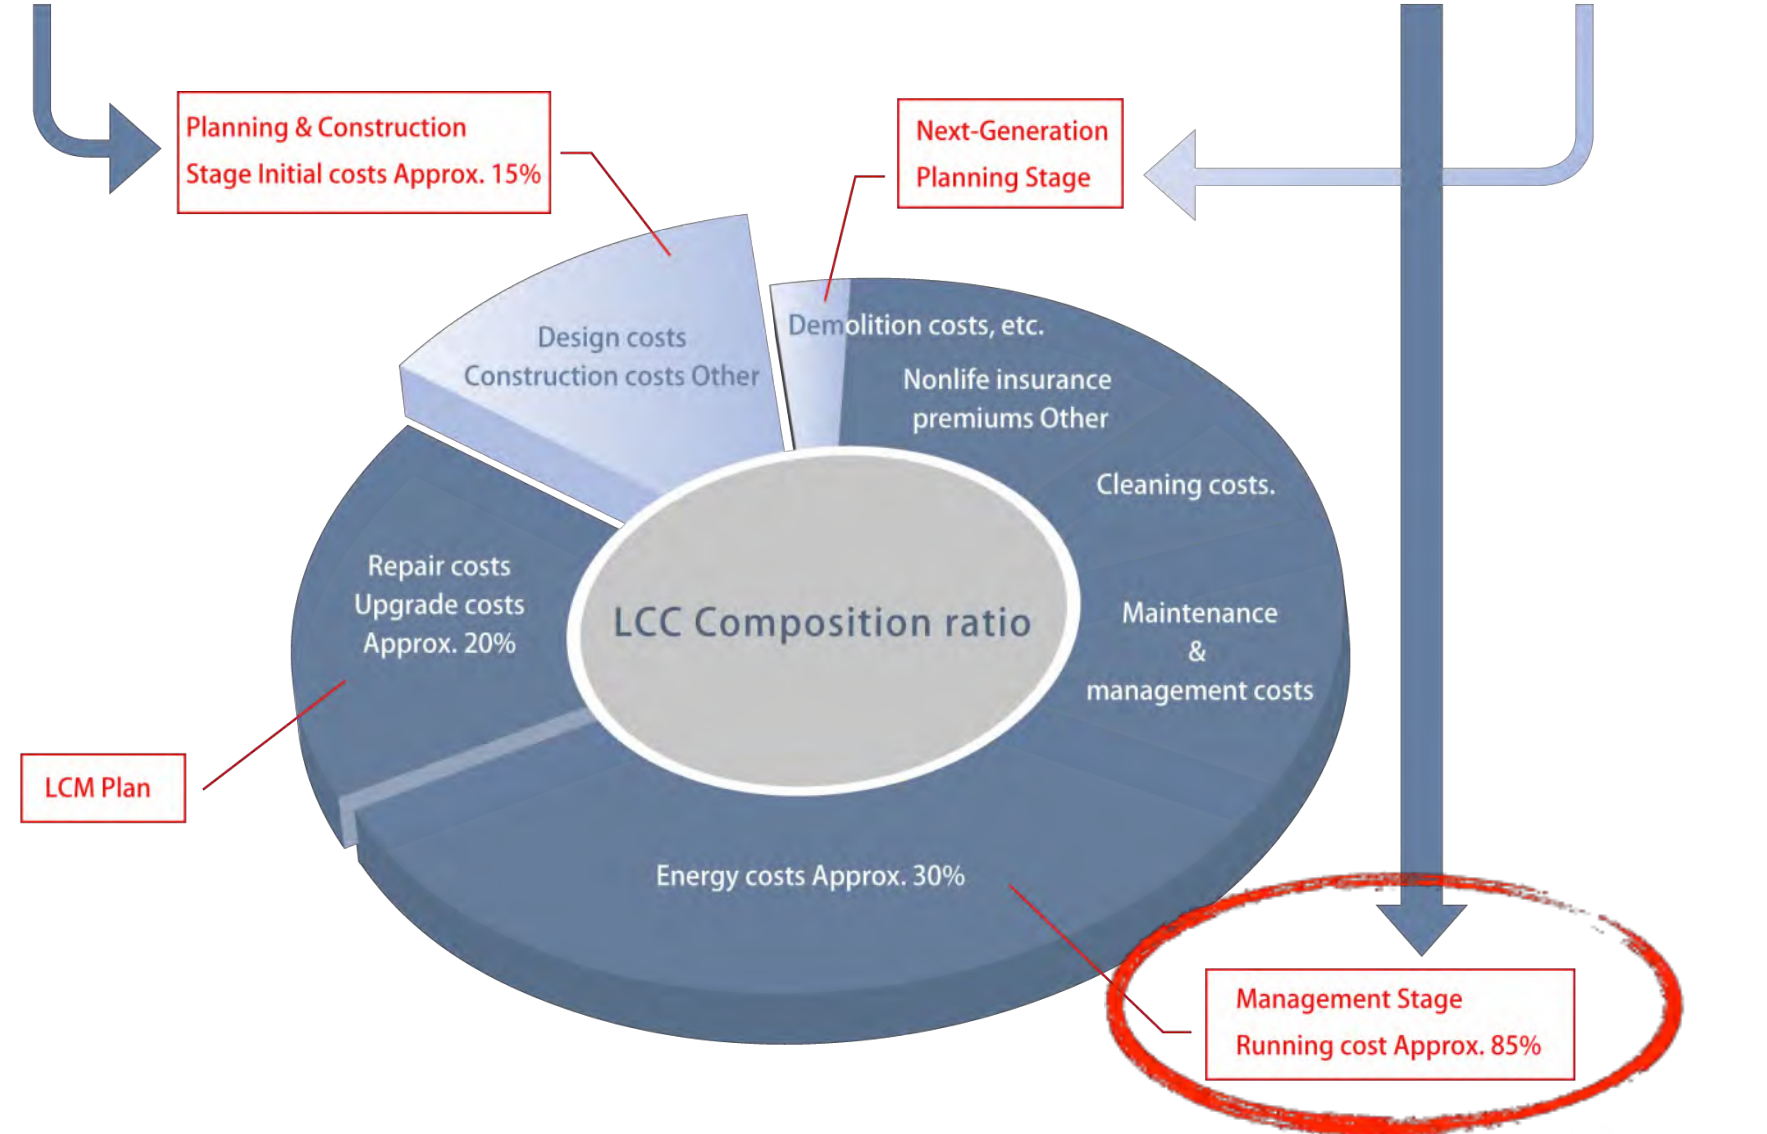 Planning & Construction
Stage Initial costs Approx. 15%
Next-Generation
Planning Stage
Design costs
Construction costs Other
Demolition costs, etc.
Nonlife insurance
premiums Other
Cleaning costs.
Repair costs
Upgrade costs
Approx. 20%
LCC Composition ratio
Maintenance
&
management costs
LCM Plan
Energy costs Approx. 30%
Management Stage
Running cost Approx. 85%